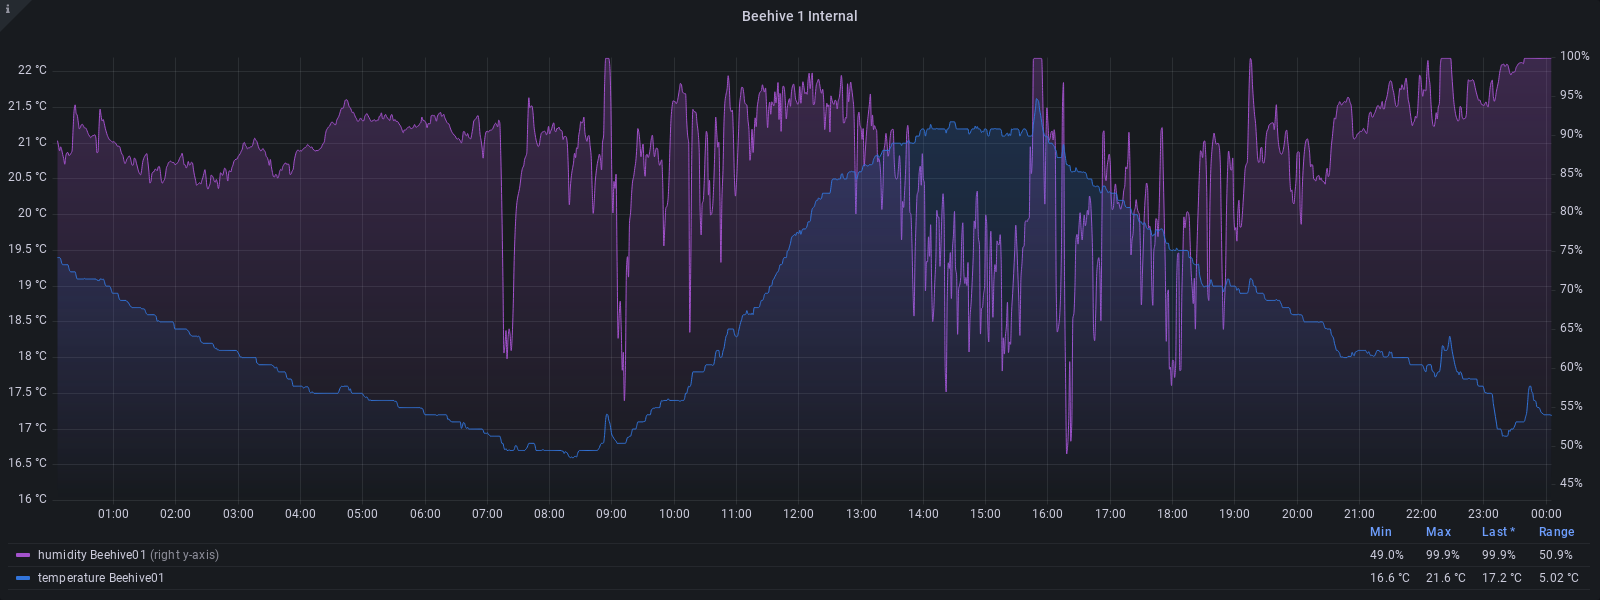 i
Beehive 1 Internal
22 °C
21.5 °C
21 °C
20.5 °C
20 °C
19.5 °C
19 °C
18.5 °C
18 °C
17.5 °C
17 °C
16.5 °C
16 °C
100%
95%
90%
85%
80%
75%
70%
65%
60%
55%
50%
45%
01:00 02:00 03:00 04:00 05:00 06:00 07:00 08:00 09:00 10:00 11:00 12:00 13:00 14:00 15:00 16:00 17:00 18:00 19:00 20:00 21:00 22:00 23:00 00:00
Min Max Last * Range
humidity Beehive01 (right y-axis) 49.0% 99.9% 99.9% 50.9%
temperature Beehive01 16.6 °C 21.6 °C 17.2 °C 5.02 °C